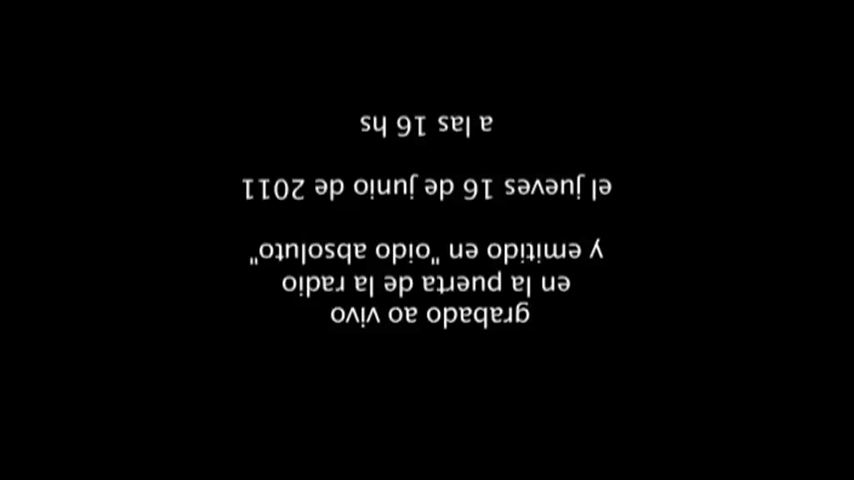 grabado ao vivo
en la puerta de la radio
y emitido en "oido absoluto"
el jueves 16 de junio de 2011
a las 16 hs